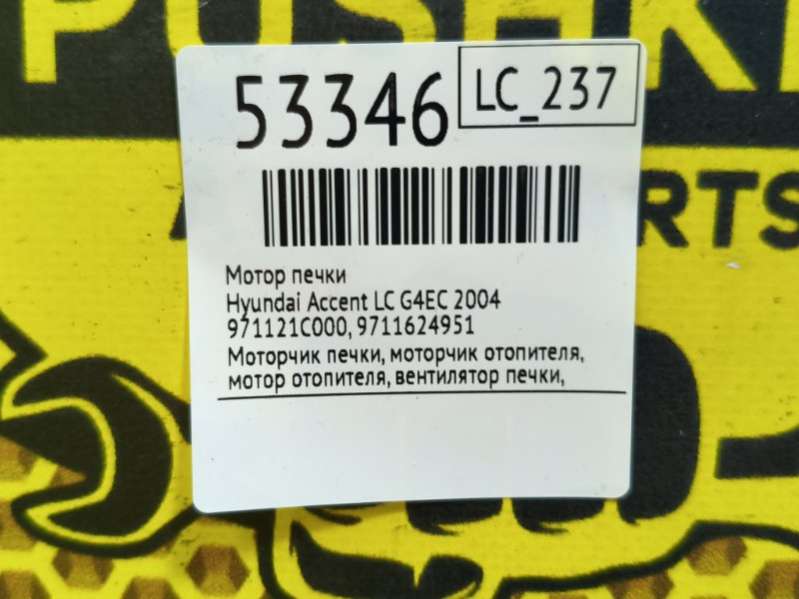 53346
LC_237
Мотор печки
Hyundai Accent LC G4EC 2004
971121C000, 9711624951
Моторчик печки, моторчик отопителя,
мотор отопителя, вентилятор печки,